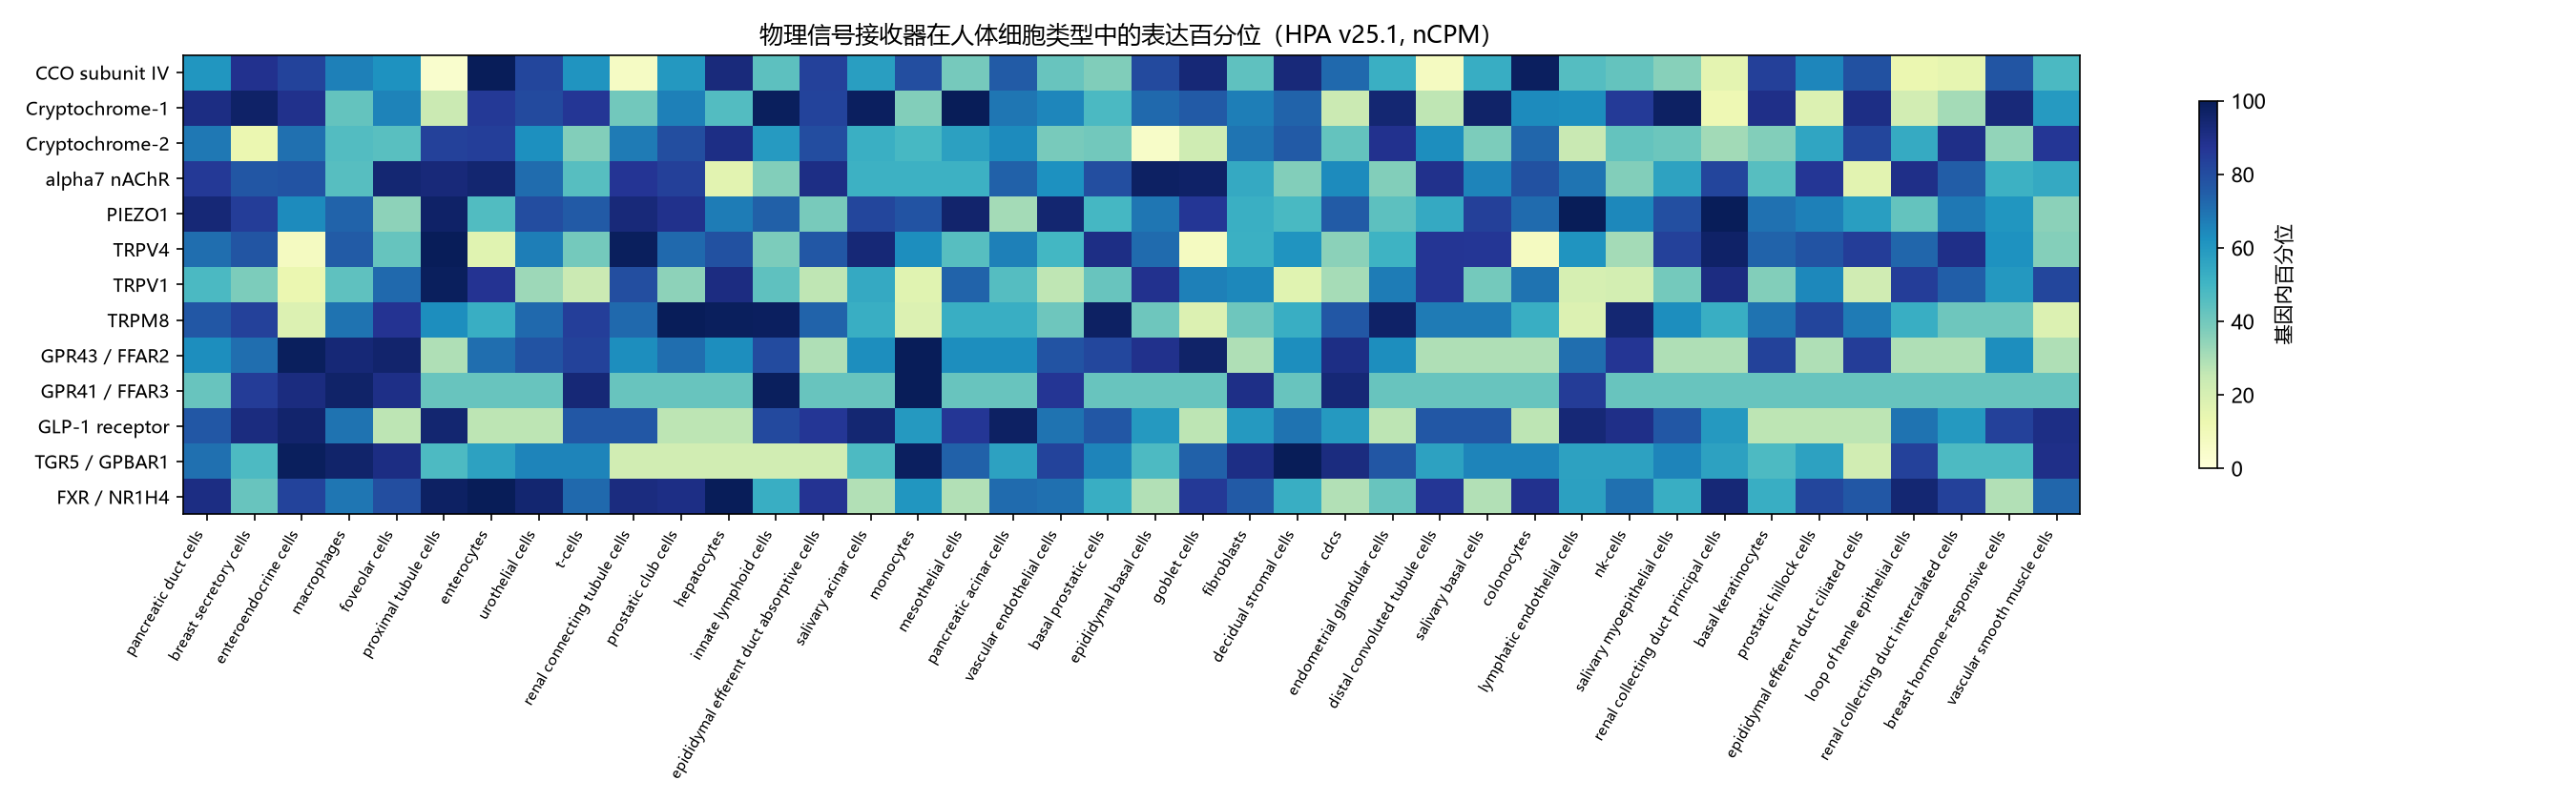 物理信号接收器在人体细胞类型中的表达百分位（HPA v25.1, nCPM）
CCO subunit IV
Cryptochrome-1
Cryptochrome-2
alpha7 nAChR
PIEZO1
TRPV4
TRPV1
TRPM8
GPR43 / FFAR2
GPR41 / FFAR3
GLP-1 receptor
TGR5 / GPBAR1
FXR / NR1H4
pancreatic duct cells
breast secretory cells
enteroendocrine cells
macrophages
foveolar cells
proximal tubule cells
enterocytes
urothelial cells
t-cells
renal connecting tubule cells
prostatic club cells
hepatocytes
innate lymphoid cells
epididymal efferent duct absorptive cells
salivary acinar cells
monocytes
mesothelial cells
pancreatic acinar cells
vascular endothelial cells
basal prostatic cells
epididymal basal cells
goblet cells
fibroblasts
decidual stromal cells
cdcs
endometrial glandular cells
distal convoluted tubule cells
salivary basal cells
colonocytes
lymphatic endothelial cells
nk-cells
salivary myoepithelial cells
renal collecting duct principal cells
basal keratinocytes
prostatic hillock cells
epididymal efferent duct ciliated cells
loop of henle epithelial cells
renal collecting duct intercalated cells
breast hormone-responsive cells
vascular smooth muscle cells
100
80
60
40
20
0
基因内百分位